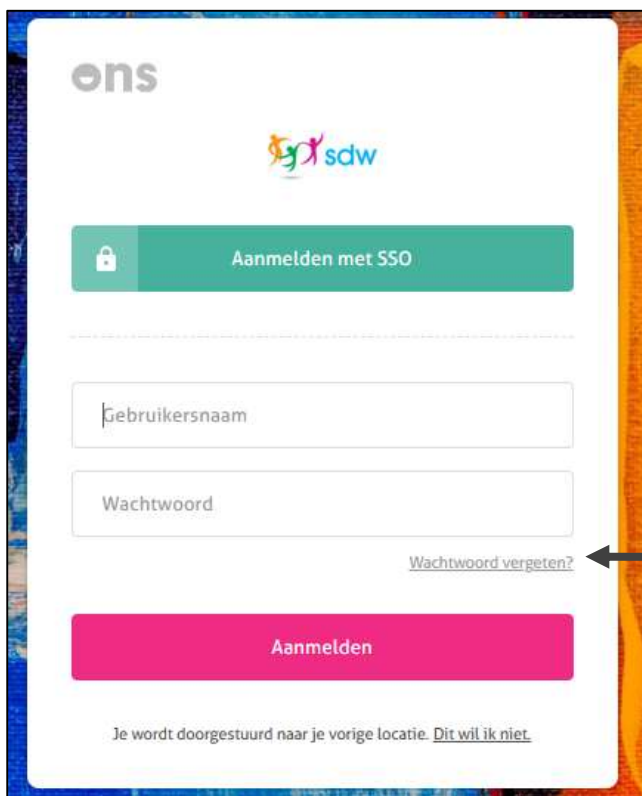 ons
sdw
Aanmelden met SSO
Gebruikersnaam
Wachtwoord
Wachtwoord vergeten?
Aanmelden
Je wordt doorgestuurd naar je vorige locatie. Dit wil ik niet.